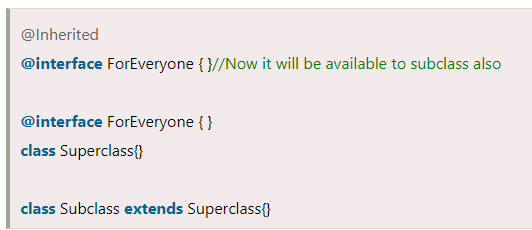 @Inherited
@interface ForEveryone { }//Now it will be available to subclass also
@interface ForEveryone { }
class Superclass{}
class Subclass extends Superclass{}